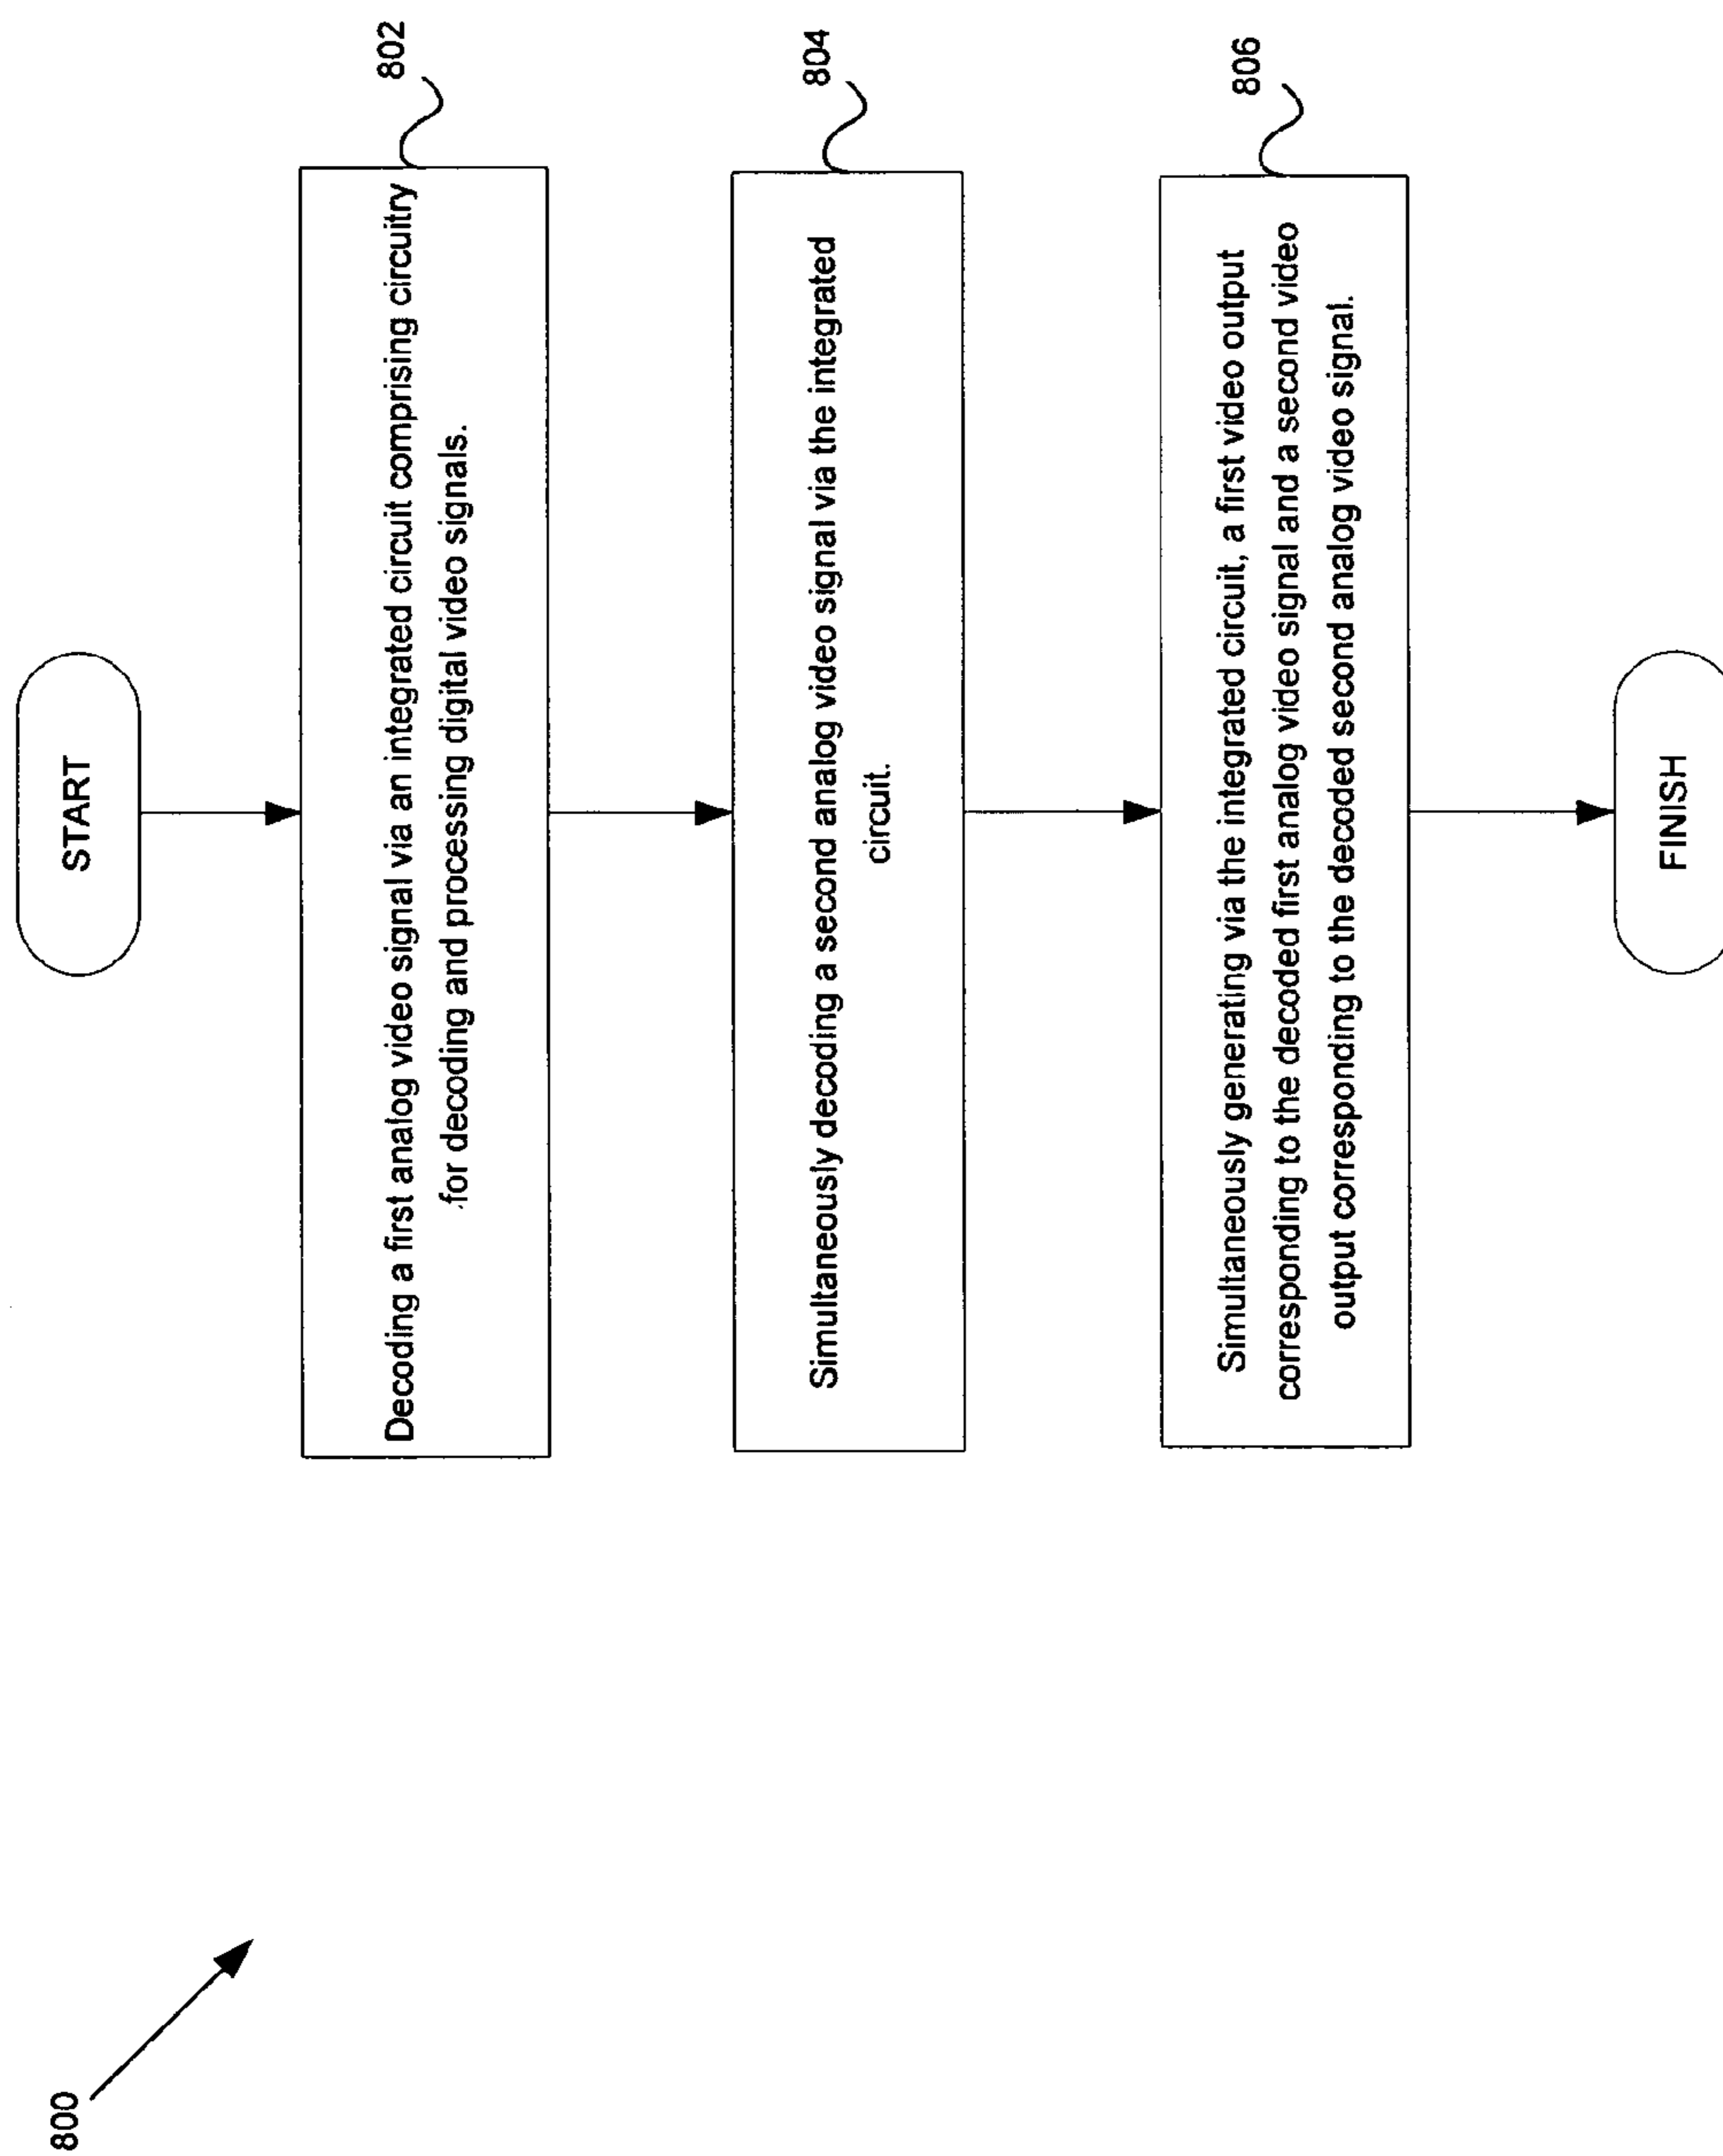 800
START
802
Decoding a first analog video signal via an integrated circuit comprising circuitry
for decoding and processing digital video signals.
804
Simultaneously decoding a second analog video signal via the integrated
circuit.
806
Simultaneously generating via the integrated circuit, a first video output
corresponding to the decoded first analog video signal and a second video
output corresponding to the decoded second analog video signal.
FINISH